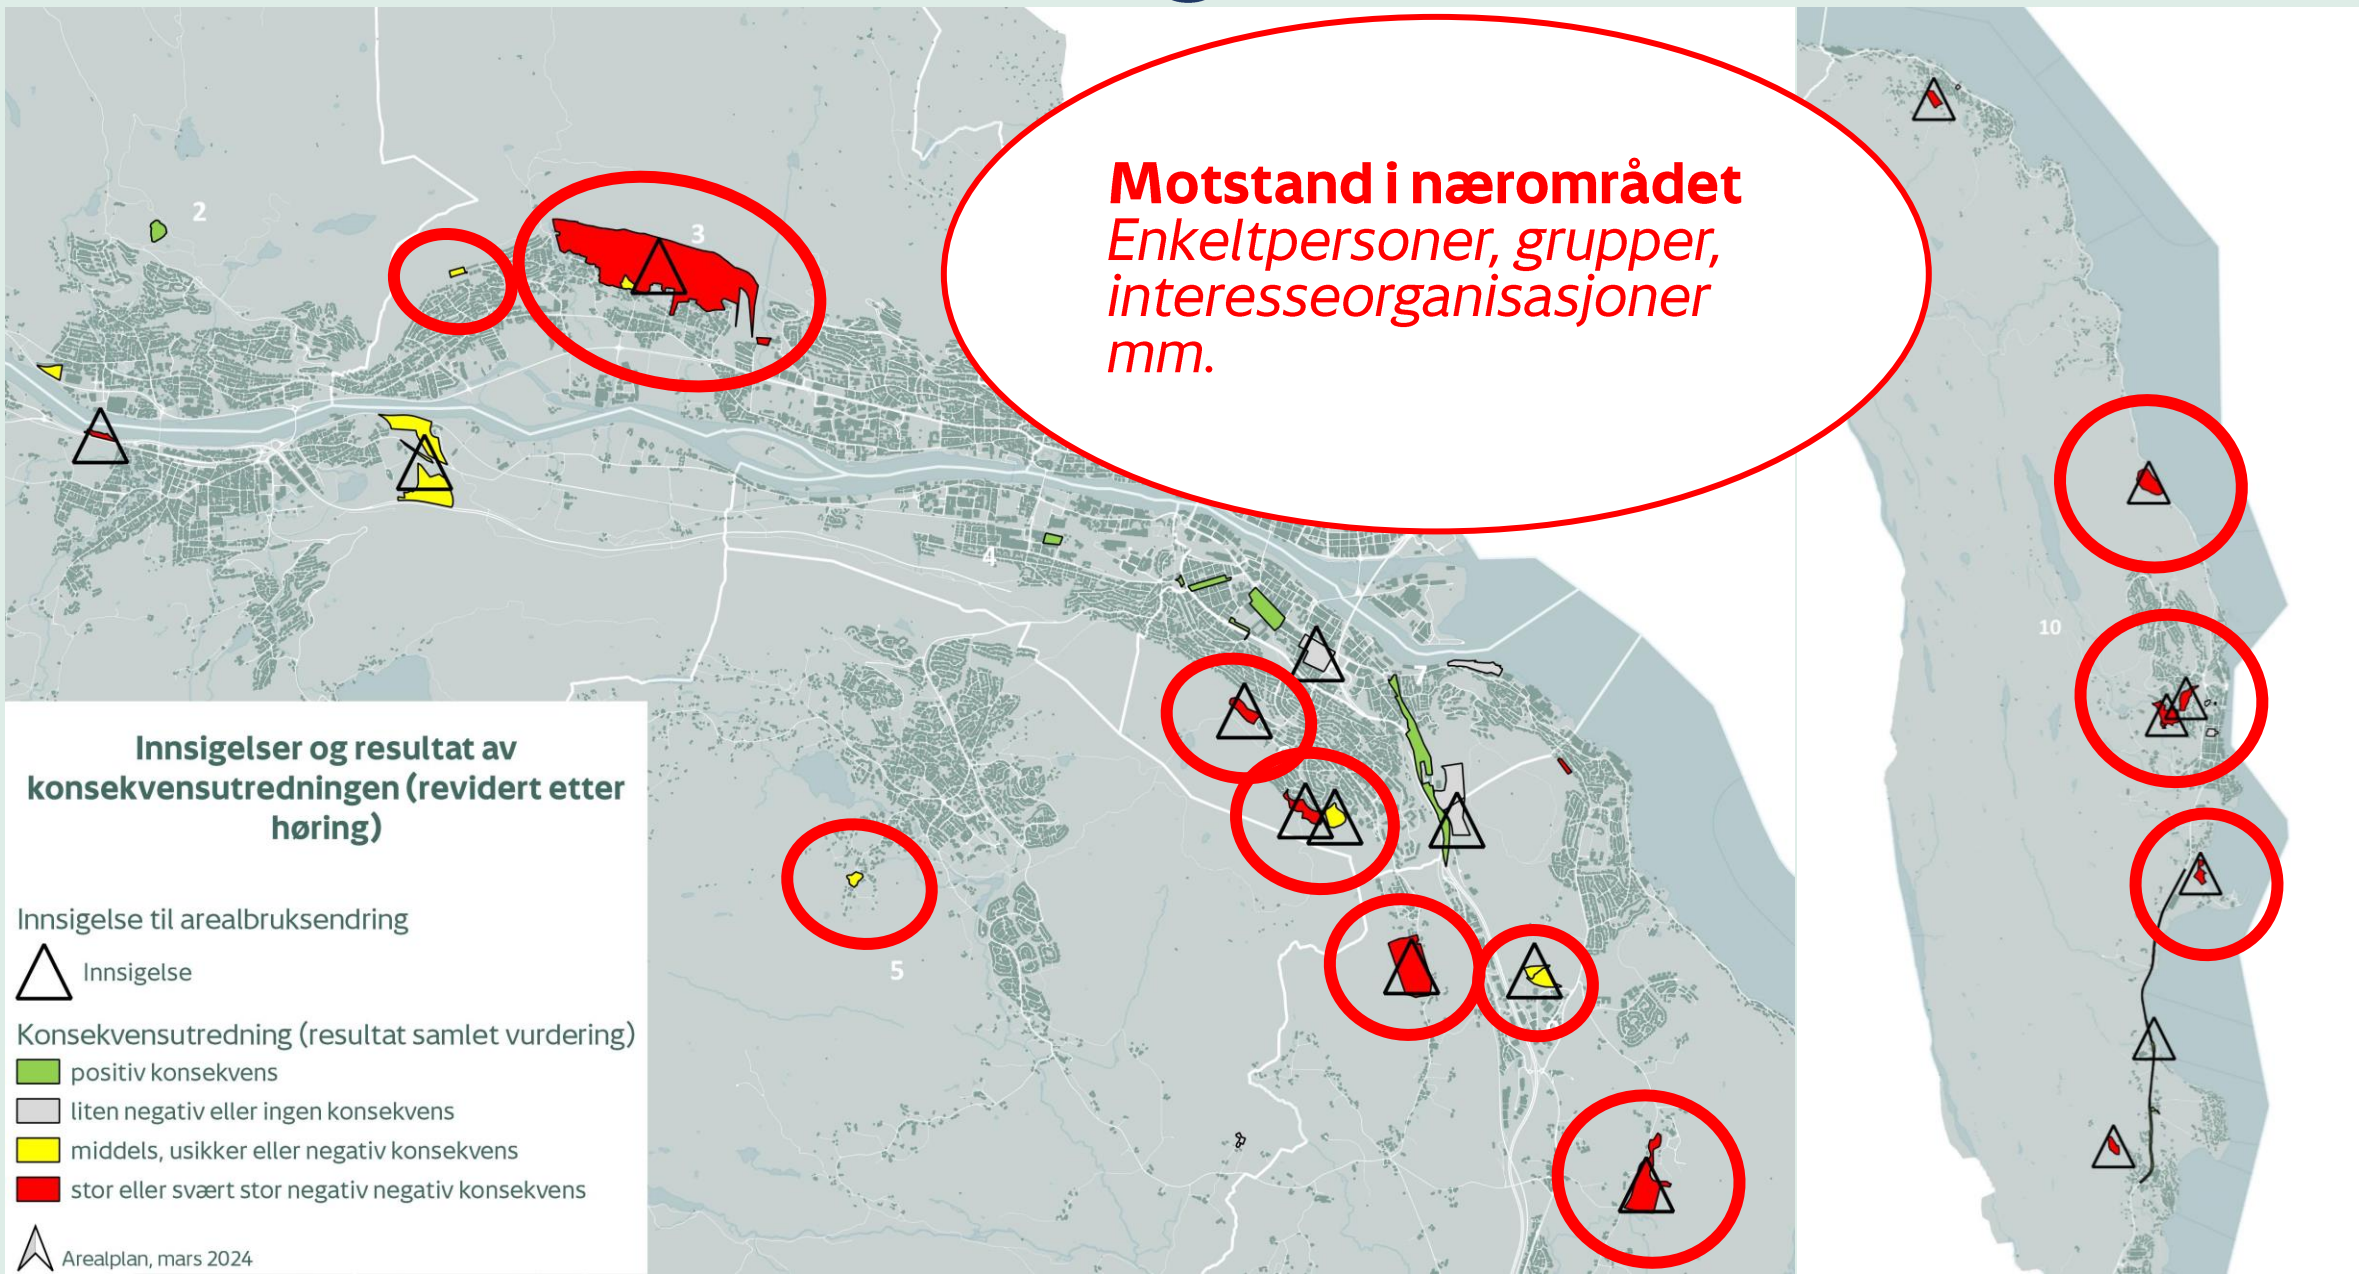 Motstand i nærområdet
Enkeltpersoner, grupper,
interesseorganisasjoner
mm.
2
3
4
5
7
10
Innsigelser og resultat av
konsekvensutredningen (revidert etter
høring)
Innsigelse til arealbruksendring
Innsigelse
Konsekvensutredning (resultat samlet vurdering)
positiv konsekvens
liten negativ eller ingen konsekvens
middels, usikker eller negativ konsekvens
stor eller svært stor negativ negativ konsekvens
Arealplan, mars 2024